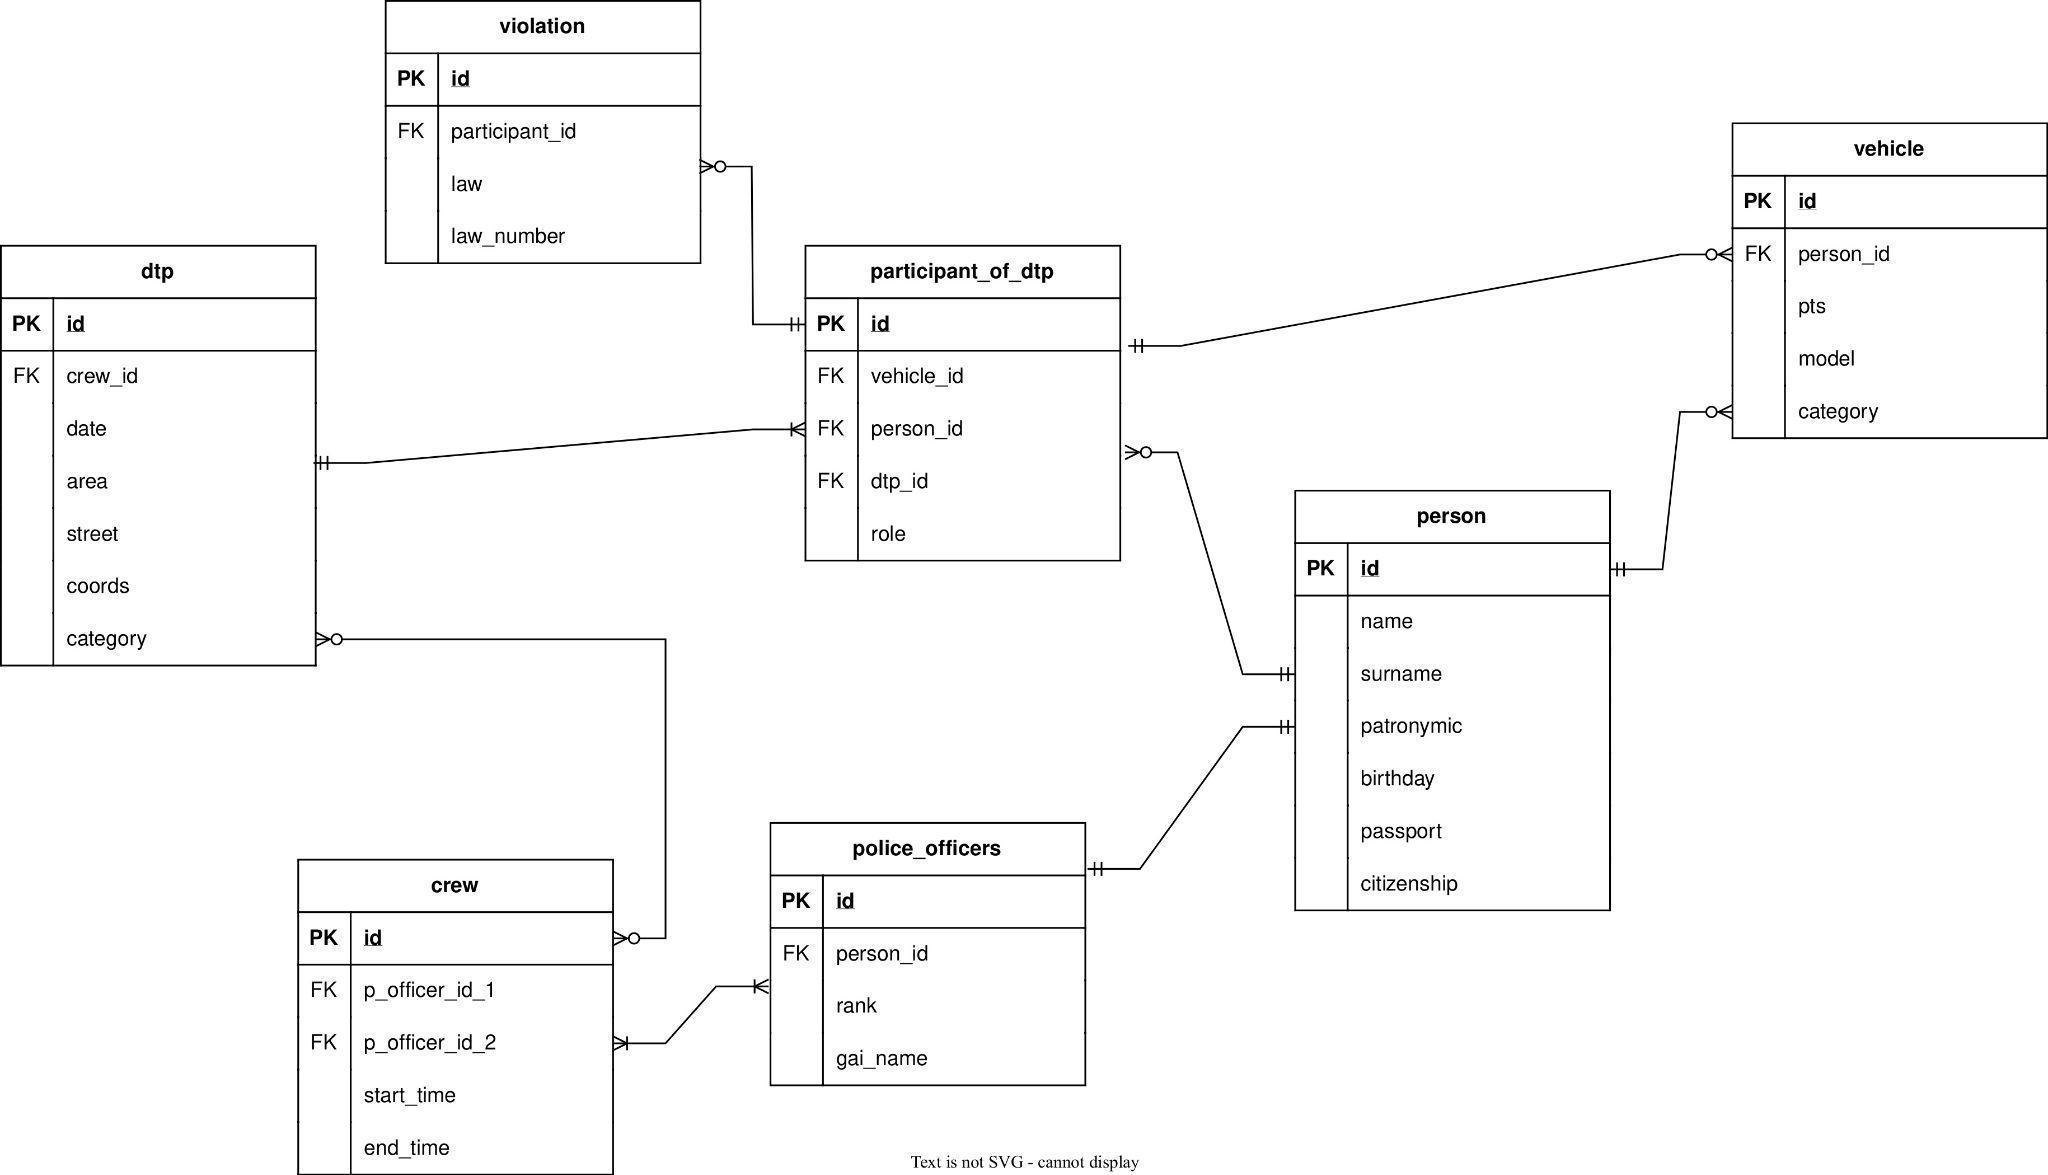 violation
PK id
FK participant_id
law
law_number
vehicle
PK id
FK person_id
pts
model
category
dtp
PK id
FK crew_id
date
area
street
coords
category
participant_of_dtp
PK id
FK vehicle_id
FK person_id
FK dtp_id
role
person
PK id
name
surname
patronymic
birthday
passport
citizenship
police_officers
PK id
FK person_id
rank
gai_name
crew
PK id
FK p_officer_id_1
FK p_officer_id_2
start_time
end_time
Text is not SVG - cannot display